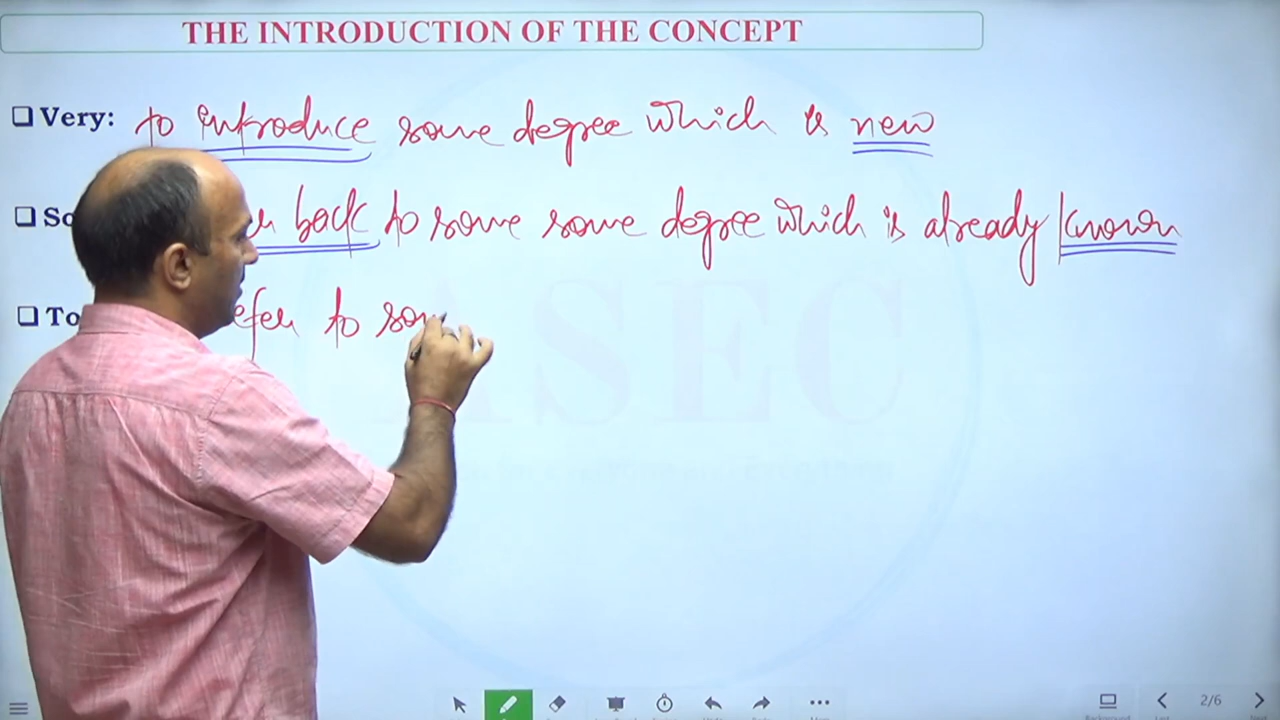 THE INTRODUCTION OF THE CONCEPT
❑ Very: to introduce some degree which is new
❑ So back to some some degree which is already known
❑ To efer to so
ASEC
2/6